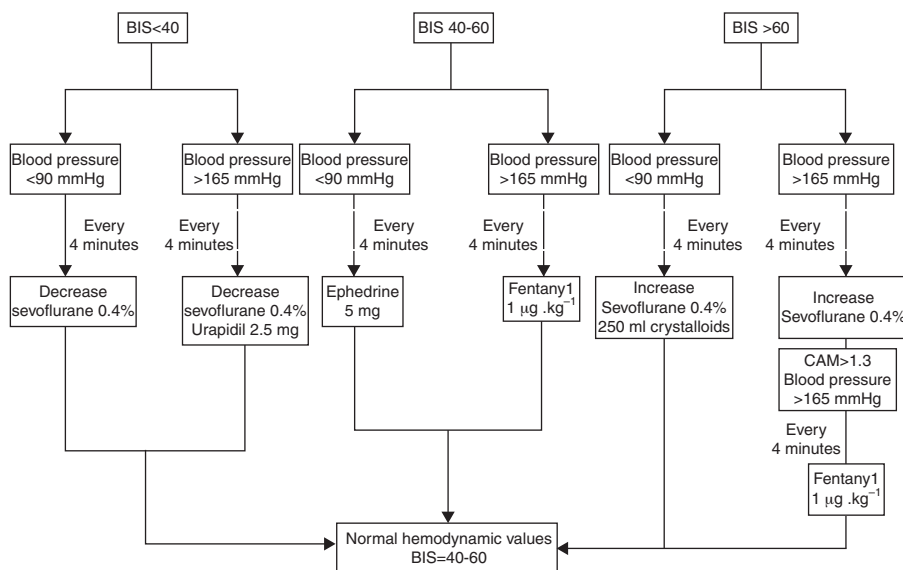 BIS<40
BIS 40-60
BIS >60
Blood pressure
<90 mmHg
Blood pressure
>165 mmHg
Blood pressure
<90 mmHg
Blood pressure
>165 mmHg
Blood pressure
<90 mmHg
Blood pressure
>165 mmHg
Every
4 minutes
Every
4 minutes
Every
4 minutes
Every
4 minutes
Every
4 minutes
Every
4 minutes
Decrease
sevoflurane 0.4%
Decrease
sevoflurane 0.4%
Urapidil 2.5 mg
Ephedrine
5 mg
Fentany1
1 μg .kg⁻¹
Increase
Sevoflurane 0.4%
250 ml crystalloids
Increase
Sevoflurane 0.4%
CAM>1.3
Blood pressure
>165 mmHg
Every
4 minutes
Fentany1
1 μg .kg⁻¹
Normal hemodynamic values
BIS=40-60